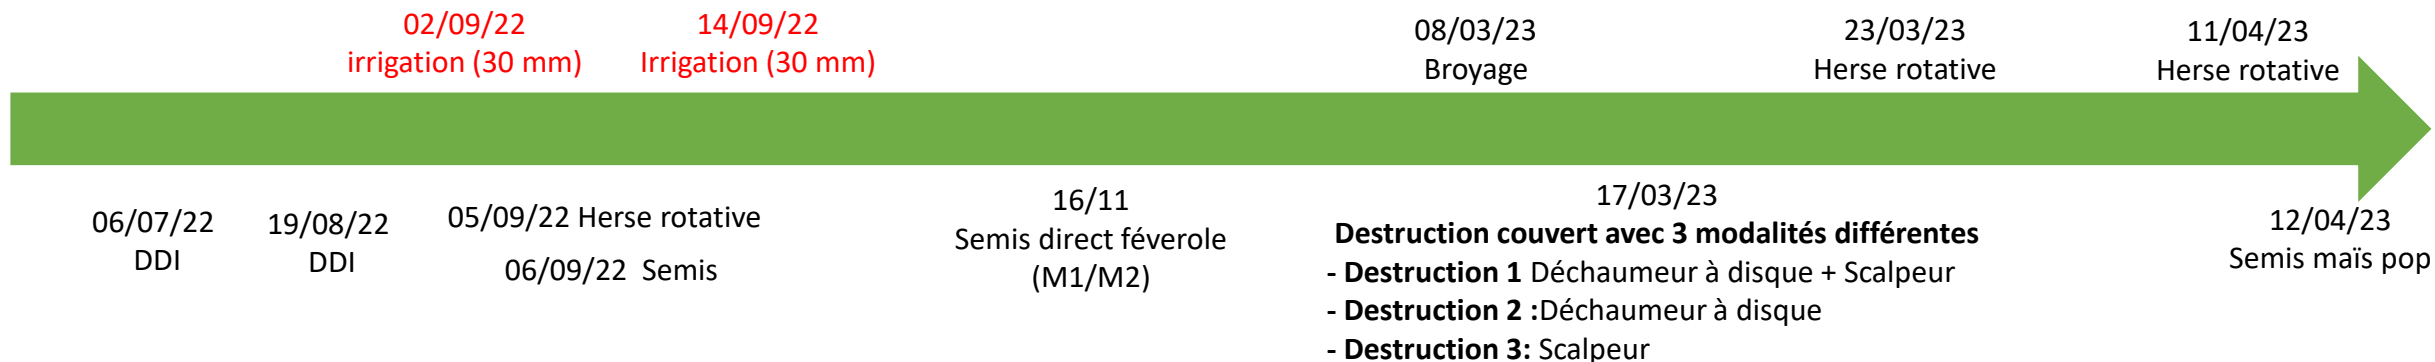 02/09/22
irrigation (30 mm)
14/09/22
Irrigation (30 mm)
08/03/23
Broyage
23/03/23
Herse rotative
11/04/23
Herse rotative
06/07/22
DDI
19/08/22
DDI
05/09/22 Herse rotative
06/09/22 Semis
16/11
Semis direct féverole
(M1/M2)
17/03/23
Destruction couvert avec 3 modalités différentes
- Destruction 1 Déchaumeur à disque + Scalpeur
- Destruction 2 :Déchaumeur à disque
- Destruction 3: Scalpeur
12/04/23
Semis maïs pop